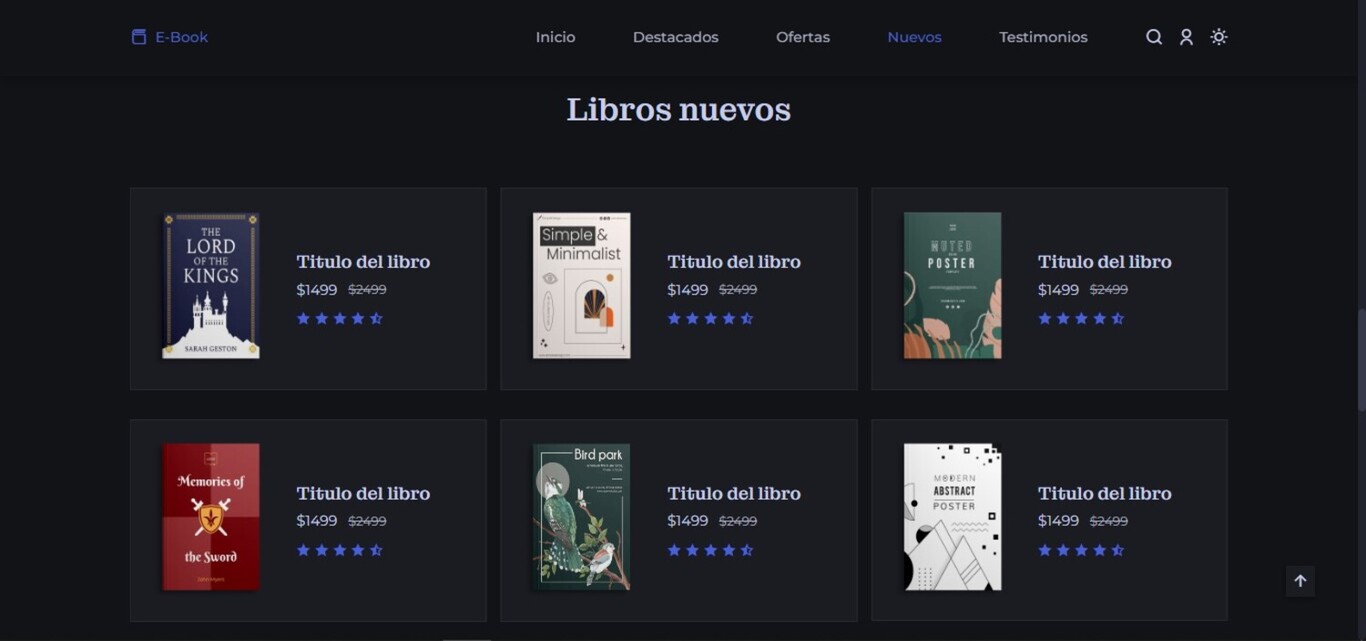 E-Book
Inicio
Destacados
Ofertas
Nuevos
Testimonios
Libros nuevos
THE
LORD
OF THE
KINGS
SARAH GESTON
Titulo del libro
$1499 $2499
Simple &
Minimalist
Titulo del libro
$1499 $2499
MUTED
POSTER
Titulo del libro
$1499 $2499
Memories of
the Sword
Titulo del libro
$1499 $2499
Bird park
Titulo del libro
$1499 $2499
MODERN
ABSTRACT
POSTER
Titulo del libro
$1499 $2499